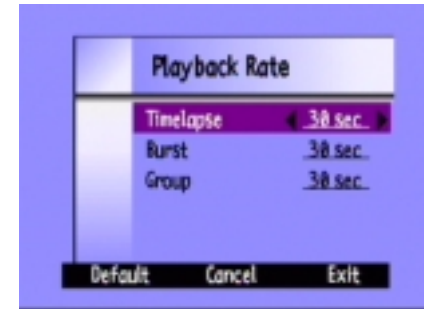 Playback Rate
Timelapse 30 sec
Burst 30 sec
Group 30 sec
Default Cancel Exit